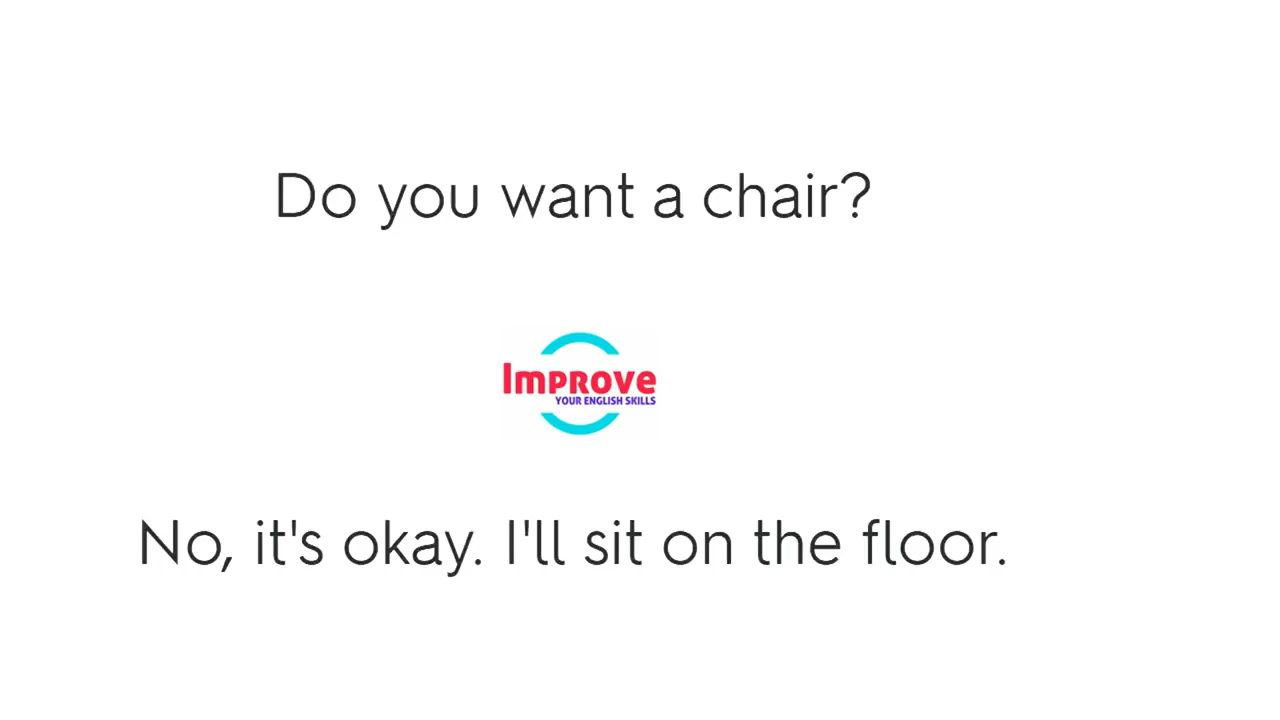 Do you want a chair?
Improve
YOUR ENGLISH SKILLS
No, it's okay. I'll sit on the floor.